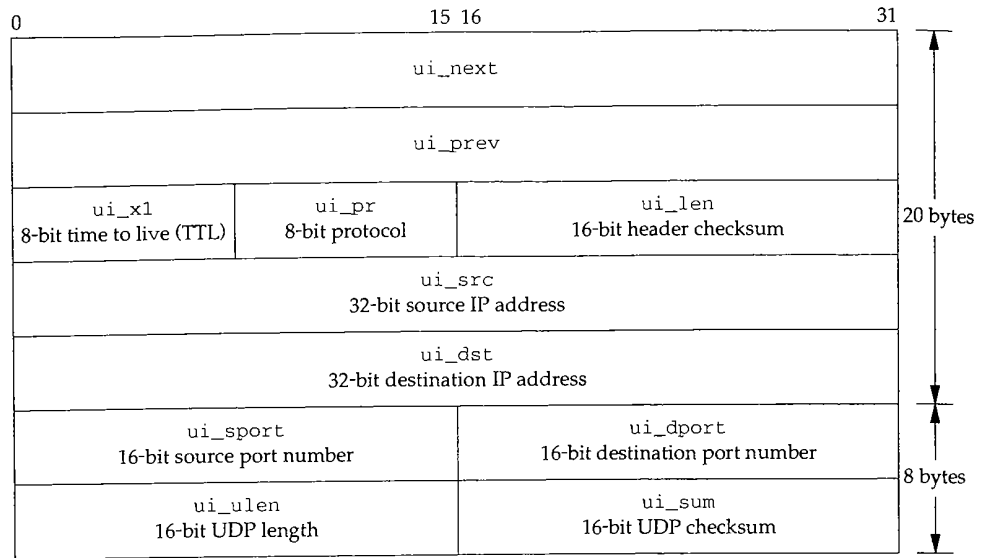 0 15 16 31
ui_next
ui_prev
ui_x1 ui_pr ui_len
8-bit time to live (TTL) 8-bit protocol 16-bit header checksum
20 bytes
ui_src
32-bit source IP address
ui_dst
32-bit destination IP address
ui_sport ui_dport
16-bit source port number 16-bit destination port number
8 bytes
ui_ulen ui_sum
16-bit UDP length 16-bit UDP checksum